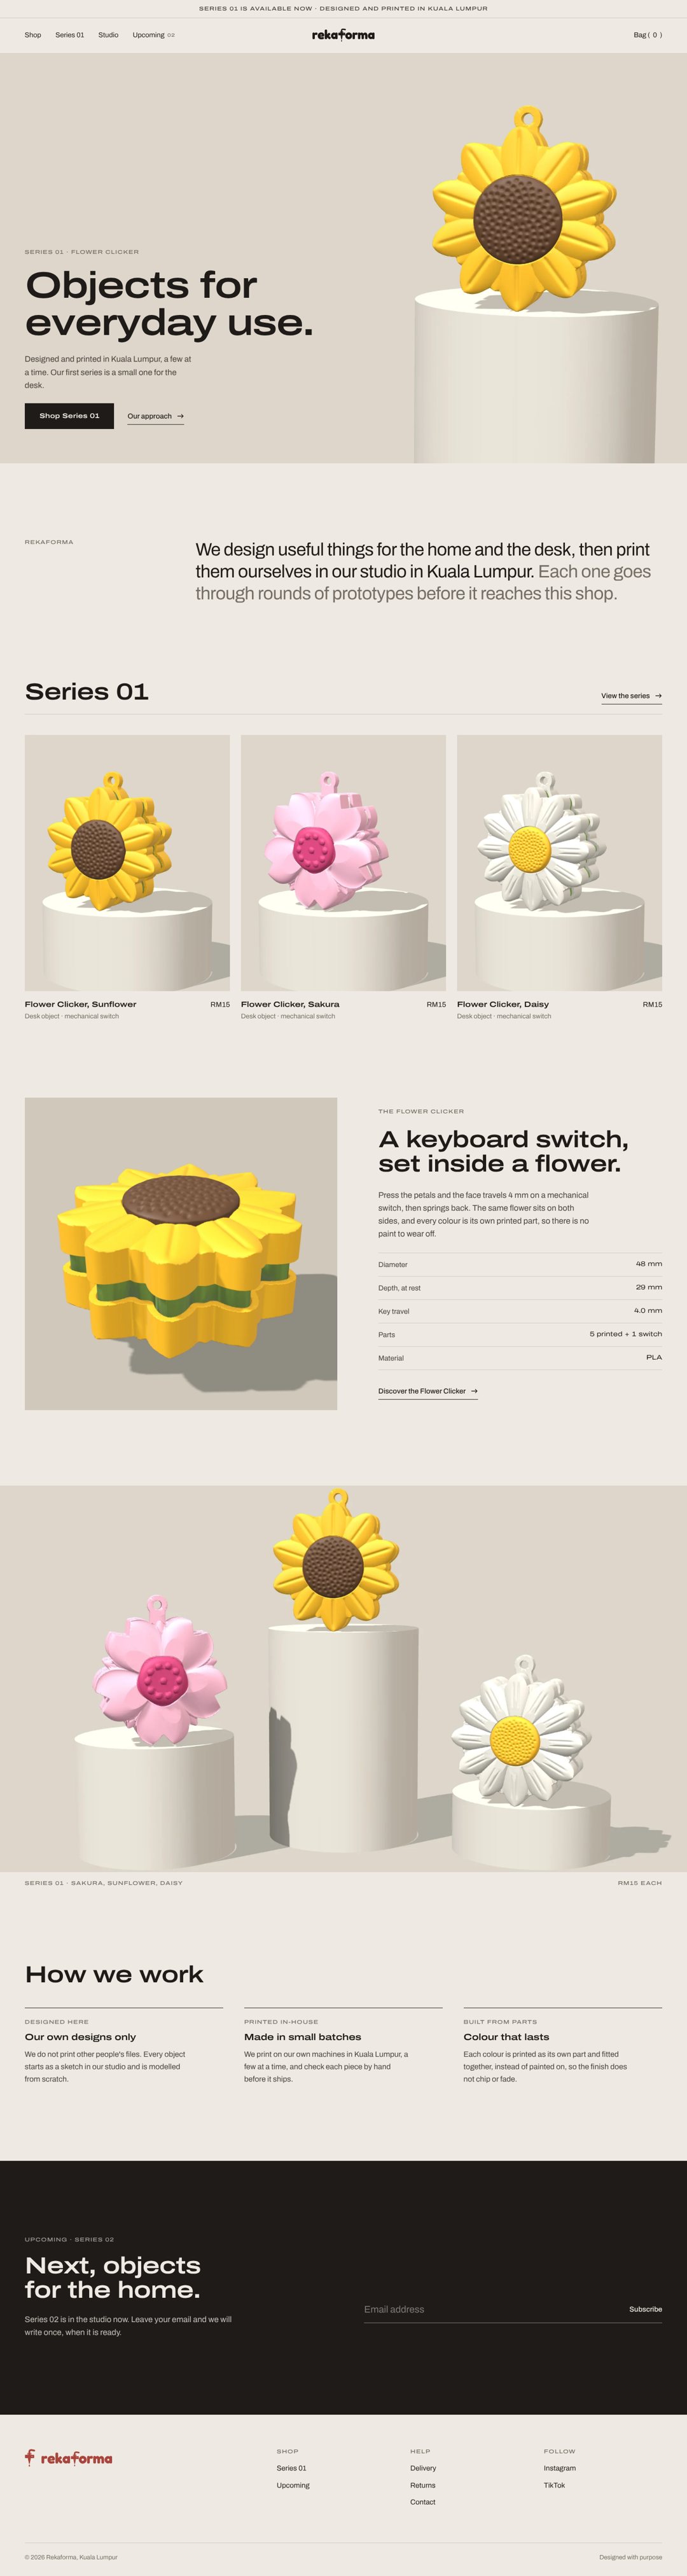 SERIES 01 IS AVAILABLE NOW · DESIGNED AND PRINTED IN KUALA LUMPUR
Shop Series 01 Studio Upcoming 02
rekaforma
Bag ( 0 )
SERIES 01 · FLOWER CLICKER
Objects for
everyday use.
Designed and printed in Kuala Lumpur, a few at
a time. Our first series is a small one for the
desk.
Shop Series 01
Our approach →
REKAFORMA
We design useful things for the home and the desk, then print
them ourselves in our studio in Kuala Lumpur. Each one goes
through rounds of prototypes before it reaches this shop.
Series 01
View the series →
Flower Clicker, Sunflower RM15
Desk object · mechanical switch
Flower Clicker, Sakura RM15
Desk object · mechanical switch
Flower Clicker, Daisy RM15
Desk object · mechanical switch
THE FLOWER CLICKER
A keyboard switch,
set inside a flower.
Press the petals and the face travels 4 mm on a mechanical
switch, then springs back. The same flower sits on both
sides, and every colour is its own printed part, so there is no
paint to wear off.
Diameter 48 mm
Depth, at rest 29 mm
Key travel 4.0 mm
Parts 5 printed + 1 switch
Material PLA
Discover the Flower Clicker →
SERIES 01 · SAKURA, SUNFLOWER, DAISY
RM15 EACH
How we work
DESIGNED HERE
Our own designs only
We do not print other people's files. Every object
starts as a sketch in our studio and is modelled
from scratch.
PRINTED IN-HOUSE
Made in small batches
We print on our own machines in Kuala Lumpur, a
few at a time, and check each piece by hand
before it ships.
BUILT FROM PARTS
Colour that lasts
Each colour is printed as its own part and fitted
together, instead of painted on, so the finish does
not chip or fade.
UPCOMING · SERIES 02
Next, objects
for the home.
Series 02 is in the studio now. Leave your email and we will
write once, when it is ready.
Email address
Subscribe
rekaforma
SHOP
Series 01
Upcoming
HELP
Delivery
Returns
Contact
FOLLOW
Instagram
TikTok
© 2026 Rekaforma, Kuala Lumpur
Designed with purpose